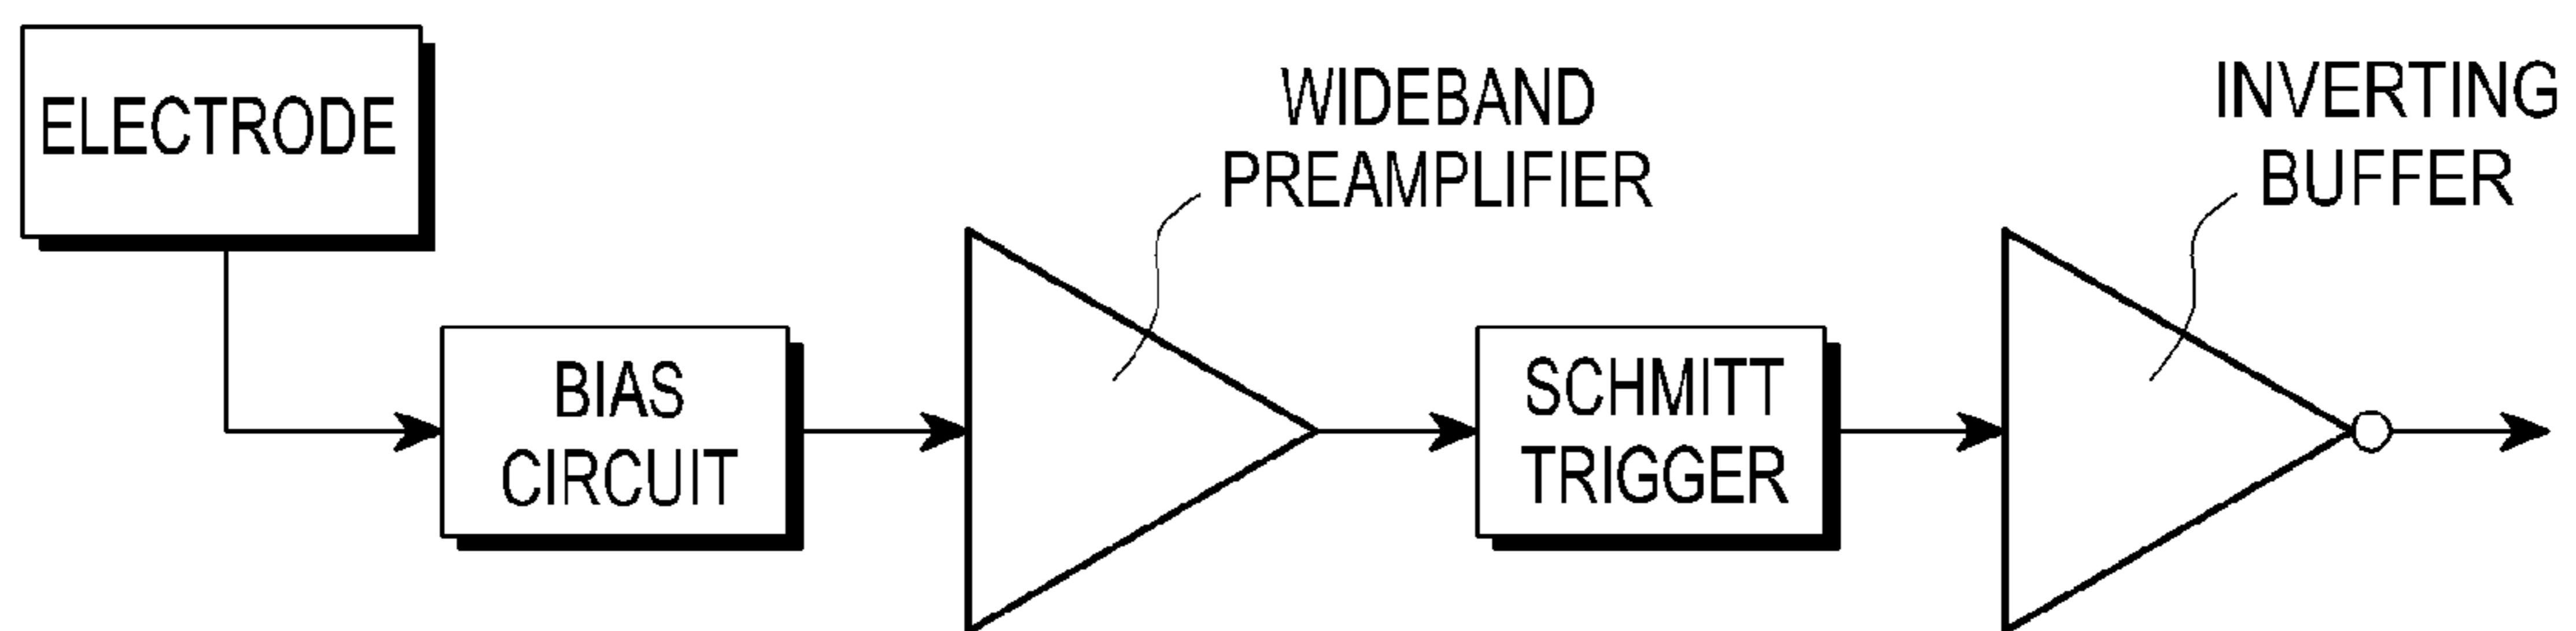 ELECTRODE
BIAS
CIRCUIT
WIDEBAND
PREAMPLIFIER
SCHMITT
TRIGGER
INVERTING
BUFFER